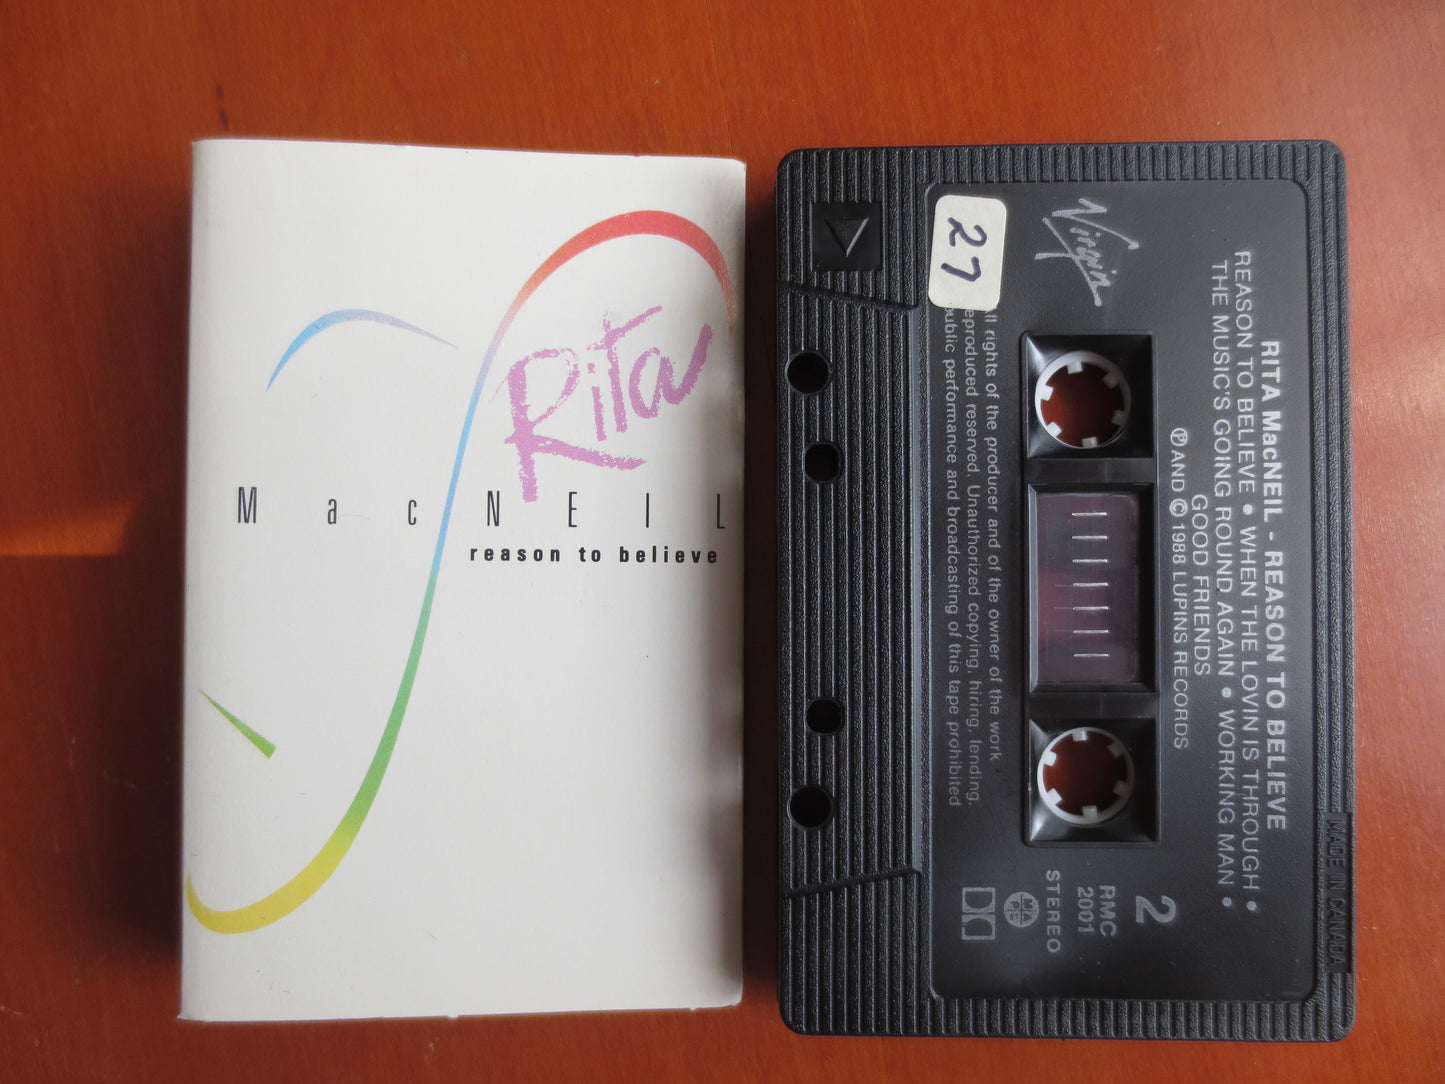 Rita
MacNEIL
reason to believe
27
Virgin
RITA MacNEIL - REASON TO BELIEVE
REASON TO BELIEVE • WHEN THE LOVIN IS THROUGH •
THE MUSIC'S GOING ROUND AGAIN • WORKING MAN •
GOOD FRIENDS
Ⓟ AND © 1988 LUPINS RECORDS
ll rights of the producer and of the owner of the work
eproduced reserved. Unauthorized copying, hiring, lending,
public performance and broadcasting of this tape prohibited
2
RMC
2001
STEREO
MADE IN CANADA